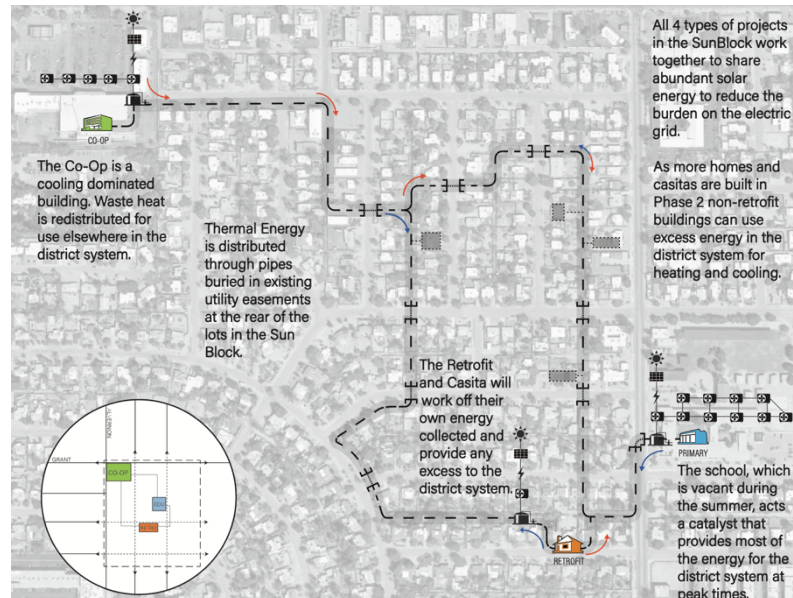 All 4 types of projects
in the SunBlock work
together to share
abundant solar
energy to reduce the
burden on the electric
grid.
As more homes and
casitas are built in
Phase 2 non-retrofit
buildings can use
excess energy in the
district system for
heating and cooling.
CO-OP
The Co-Op is a
cooling dominated
building. Waste heat
is redistributed for
use elsewhere in the
district system.
Thermal Energy
is distributed
through pipes
buried in existing
utility easements
at the rear of the
lots in the Sun
Block.
The Retrofit
and Casita will
work off their
own energy
collected and
provide any
excess to the
district system.
RETROFIT
PRIMARY
The school, which
is vacant during
the summer, acts
a catalyst that
provides most of
the energy for the
district system at
peak times.
GRANT
CO-OP